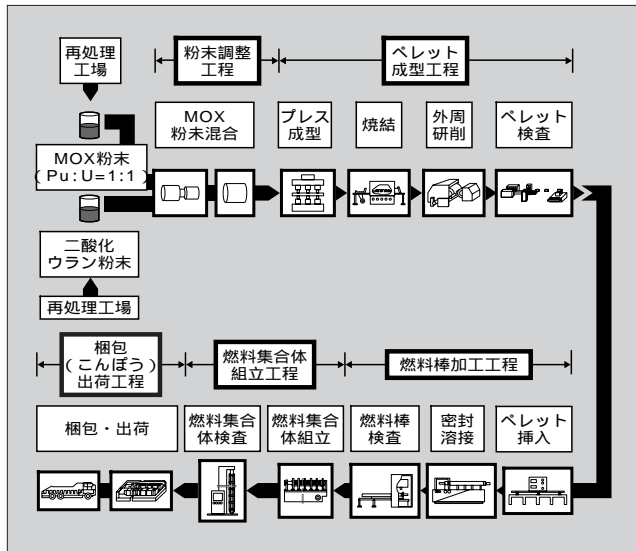 再処理
工場
粉末調整
工程
ペレット
成型工程
MOX
粉末混合
プレス
成型
焼結
外周
研削
ペレット
検査
MOX粉末
(Pu:U=1:1)
二酸化
ウラン粉末
再処理工場
梱包
(こんぽう)
出荷工程
燃料集合体
組立工程
燃料棒加工工程
梱包・出荷
燃料集合
体検査
燃料集合
体組立
燃料棒
検査
密封
溶接
ペレット
挿入